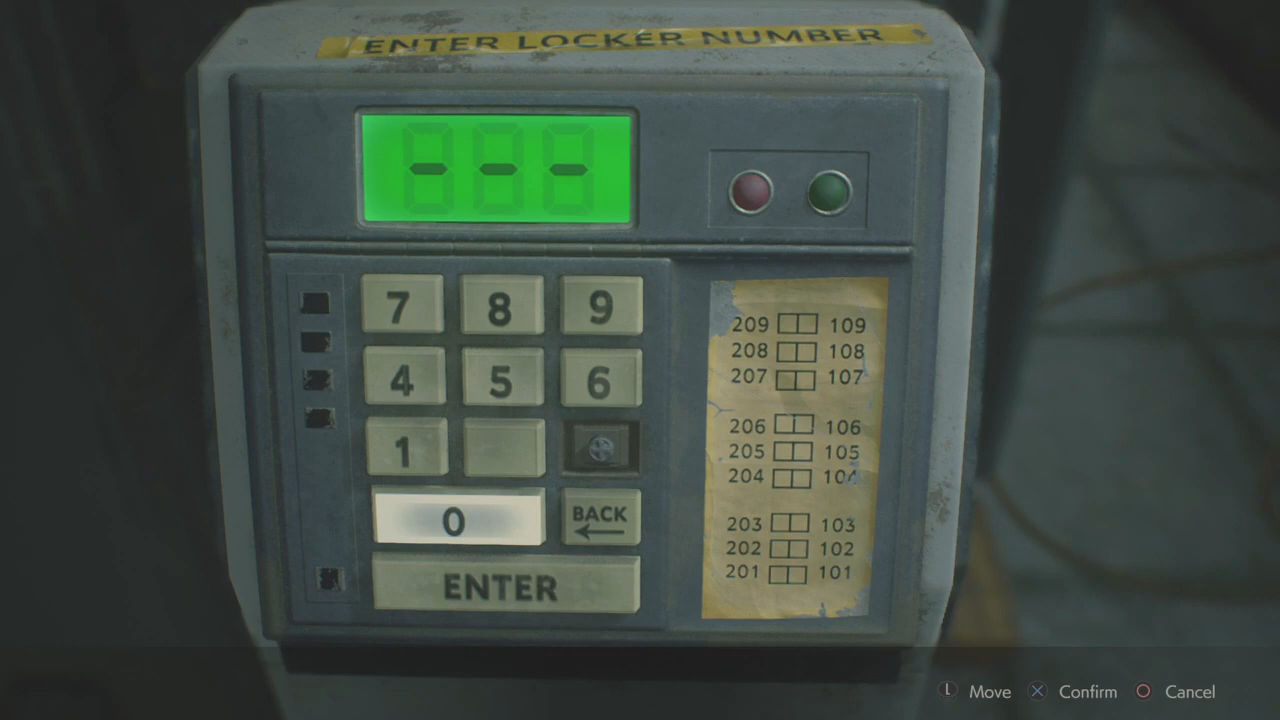 ENTER LOCKER NUMBER
- - -
7 8 9
4 5 6
1
0 BACK
ENTER
209 109
208 108
207 107
206 106
205 105
204 104
203 103
202 102
201 101
L Move Confirm Cancel